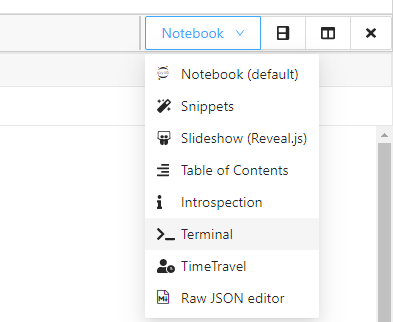 Notebook
Notebook (default)
Snippets
Slideshow (Reveal.js)
Table of Contents
Introspection
Terminal
TimeTravel
Raw JSON editor